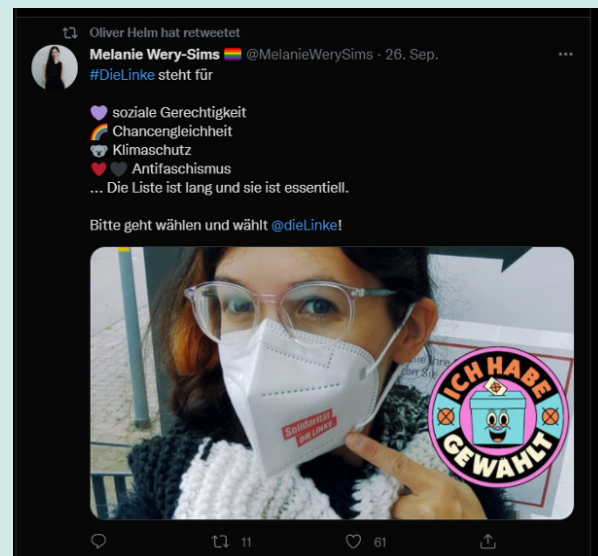 Oliver Helm hat retweetet
Melanie Wery-Sims 🏳️‍🌈 @MelanieWerySims · 26. Sep.
#DieLinke steht für
💜 soziale Gerechtigkeit
🌈 Chancengleichheit
🐨 Klimaschutz
❤️🖤 Antifaschismus
... Die Liste ist lang und sie ist essentiell.
Bitte geht wählen und wählt @dieLinke!
Solidarität
DIE LINKE
ICH HABE
GEWÄHLT
11
61